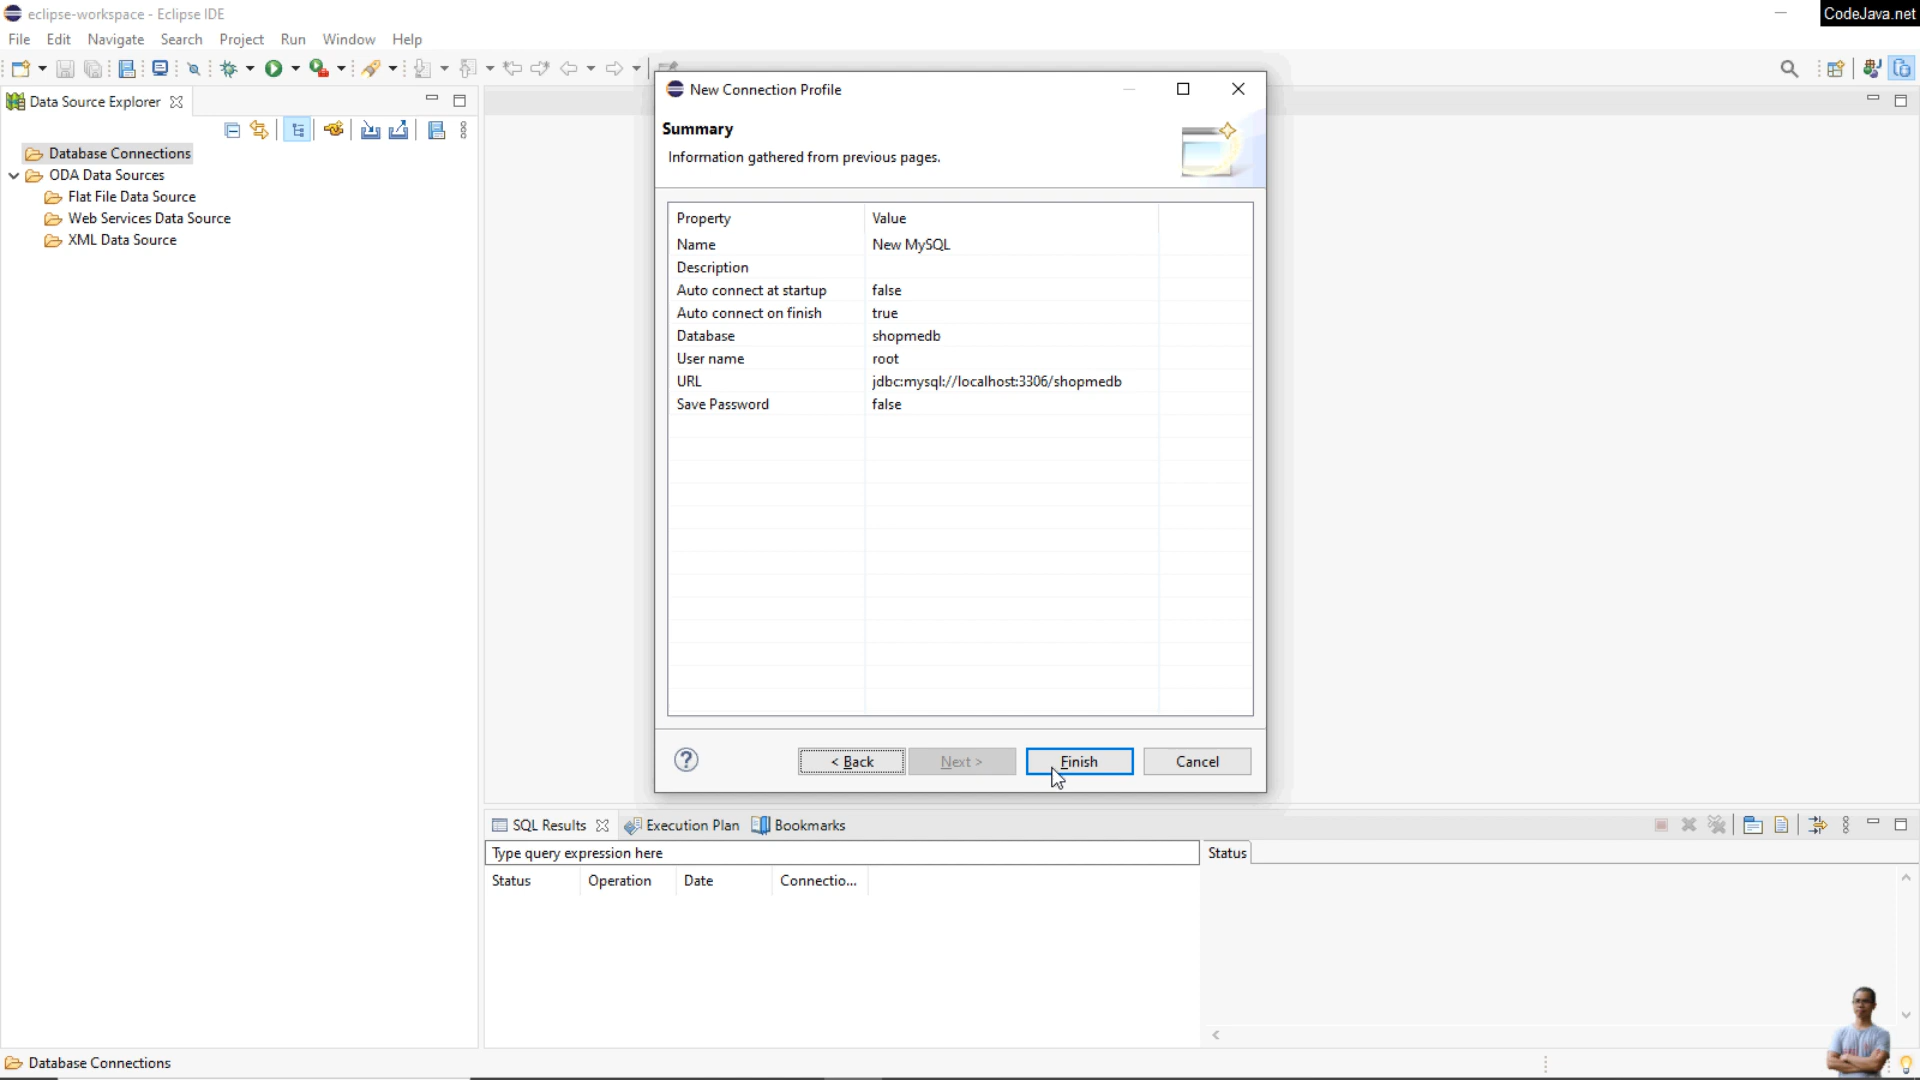 eclipse-workspace - Eclipse IDE
CodeJava.net
File Edit Navigate Search Project Run Window Help
Data Source Explorer
Database Connections
ODA Data Sources
Flat File Data Source
Web Services Data Source
XML Data Source
New Connection Profile
Summary
Information gathered from previous pages.
Property Value
Name New MySQL
Description
Auto connect at startup false
Auto connect on finish true
Database shopmedb
User name root
URL jdbc:mysql://localhost:3306/shopmedb
Save Password false
? < Back Next > Finish Cancel
SQL Results Execution Plan Bookmarks
Type query expression here
Status
Status Operation Date Connectio...
Database Connections